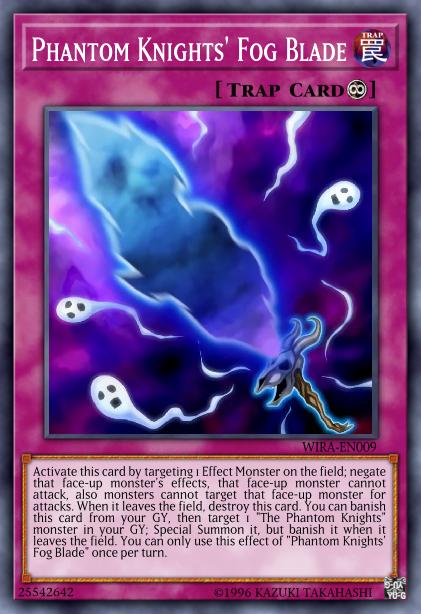 PHANTOM KNIGHTS' FOG BLADE
TRAP
罠
[TRAP CARD]
WIRA-EN009
Activate this card by targeting 1 Effect Monster on the field; negate
that face-up monster's effects, that face-up monster cannot
attack, also monsters cannot target that face-up monster for
attacks. When it leaves the field, destroy this card. You can banish
this card from your GY, then target 1 "The Phantom Knights"
monster in your GY; Special Summon it, but banish it when it
leaves the field. You can only use this effect of "Phantom Knights'
Fog Blade" once per turn.
25542642
©1996 KAZUKI TAKAHASHI